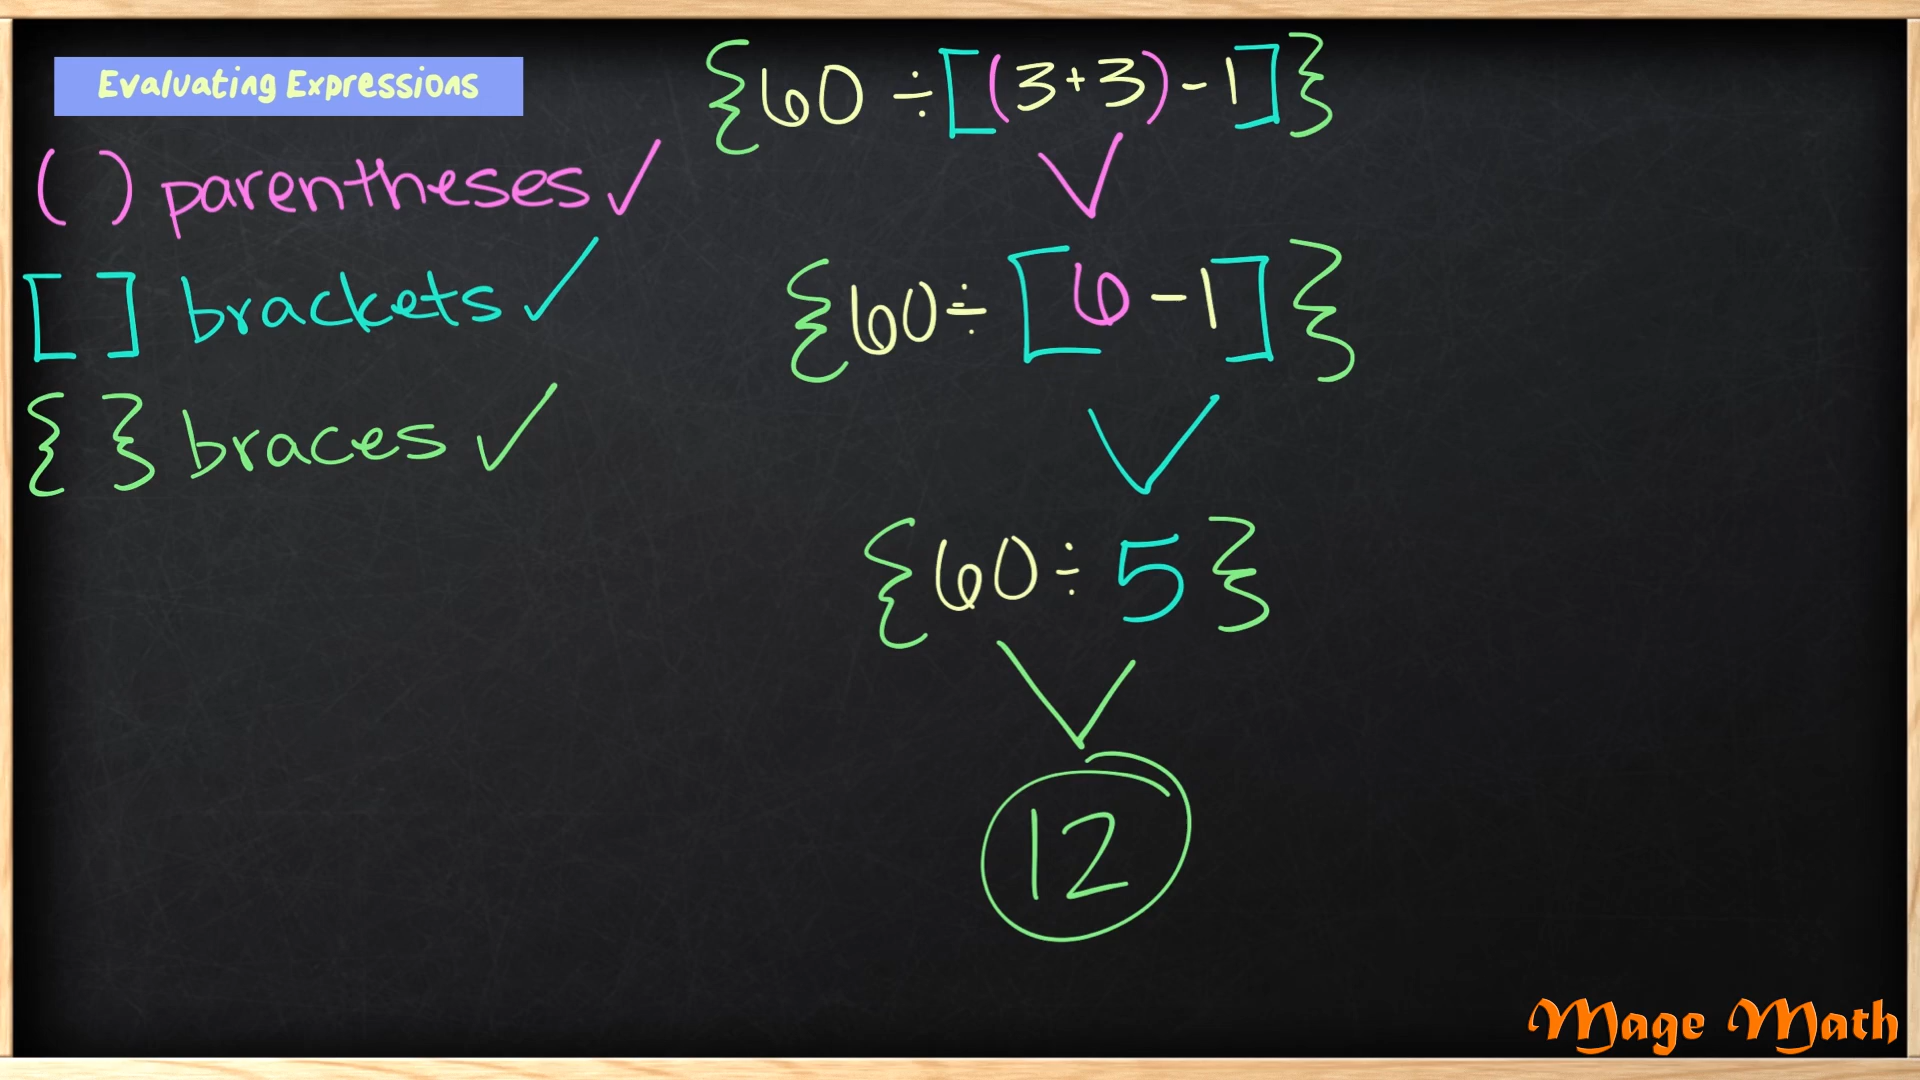 Evaluating Expressions
( ) parentheses ✓
[ ] brackets ✓
{ } braces ✓
{60 ÷ [(3+3) - 1]}
{60 ÷ [6 - 1]}
{60 ÷ 5}
12
Mage Math